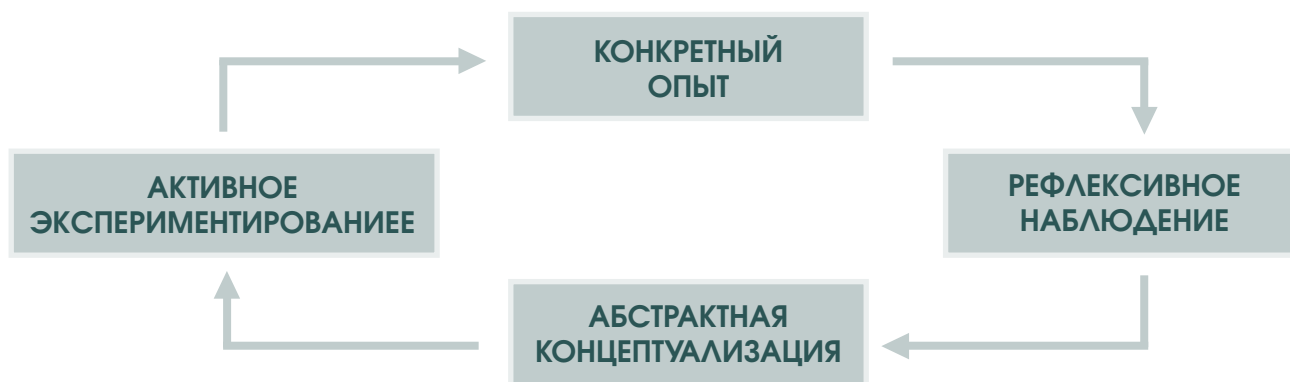 КОНКРЕТНЫЙ
ОПЫТ
АКТИВНОЕ
ЭКСПЕРИМЕНТИРОВАНИЕЕ
РЕФЛЕКСИВНОЕ
НАБЛЮДЕНИЕ
АБСТРАКТНАЯ
КОНЦЕПТУАЛИЗАЦИЯ